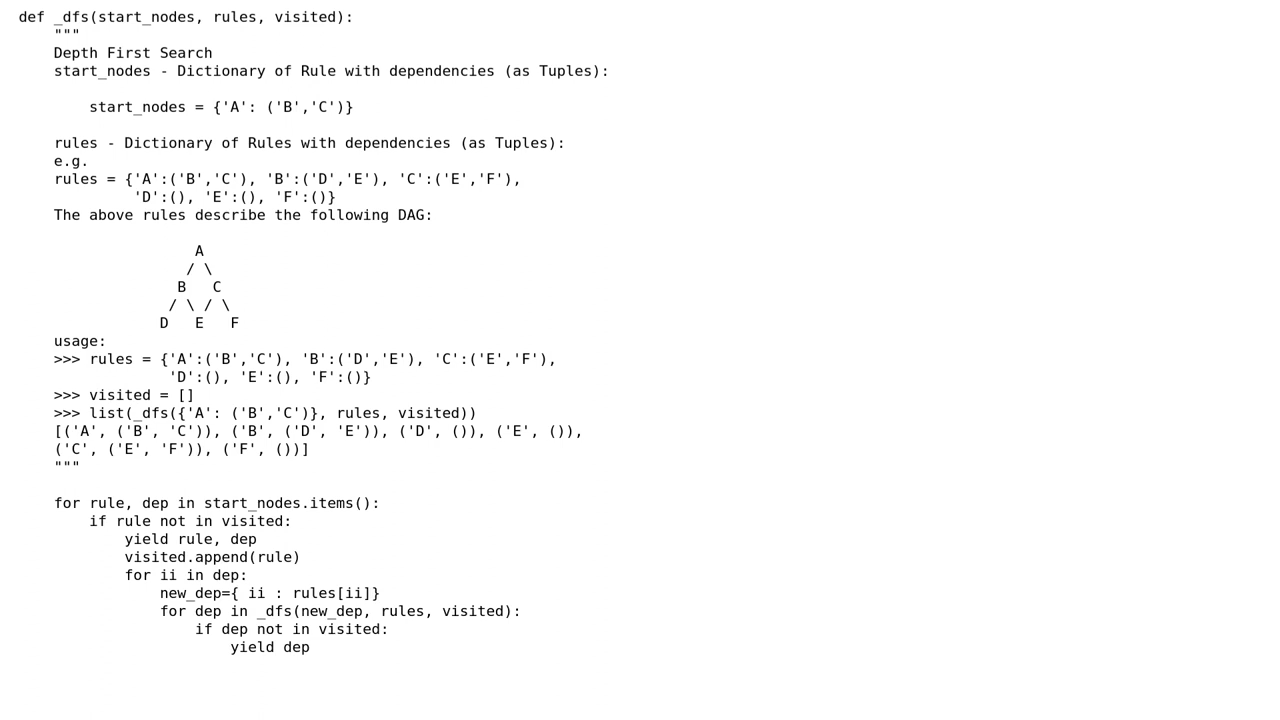 def _dfs(start_nodes, rules, visited):
    """
    Depth First Search
    start_nodes - Dictionary of Rule with dependencies (as Tuples):

        start_nodes = {'A': ('B','C')}

    rules - Dictionary of Rules with dependencies (as Tuples):
    e.g.
    rules = {'A':('B','C'), 'B':('D','E'), 'C':('E','F'),
             'D':(), 'E':(), 'F':()}
    The above rules describe the following DAG:

                    A
                   / \
                  B   C
                 / \ / \
                D   E   F
    usage:
    >>> rules = {'A':('B','C'), 'B':('D','E'), 'C':('E','F'),
                 'D':(), 'E':(), 'F':()}
    >>> visited = []
    >>> list(_dfs({'A': ('B','C')}, rules, visited))
    [('A', ('B', 'C')), ('B', ('D', 'E')), ('D', ()), ('E', ()),
    ('C', ('E', 'F')), ('F', ())]
    """

    for rule, dep in start_nodes.items():
        if rule not in visited:
            yield rule, dep
            visited.append(rule)
            for ii in dep:
                new_dep={ ii : rules[ii]}
                for dep in _dfs(new_dep, rules, visited):
                    if dep not in visited:
                        yield dep